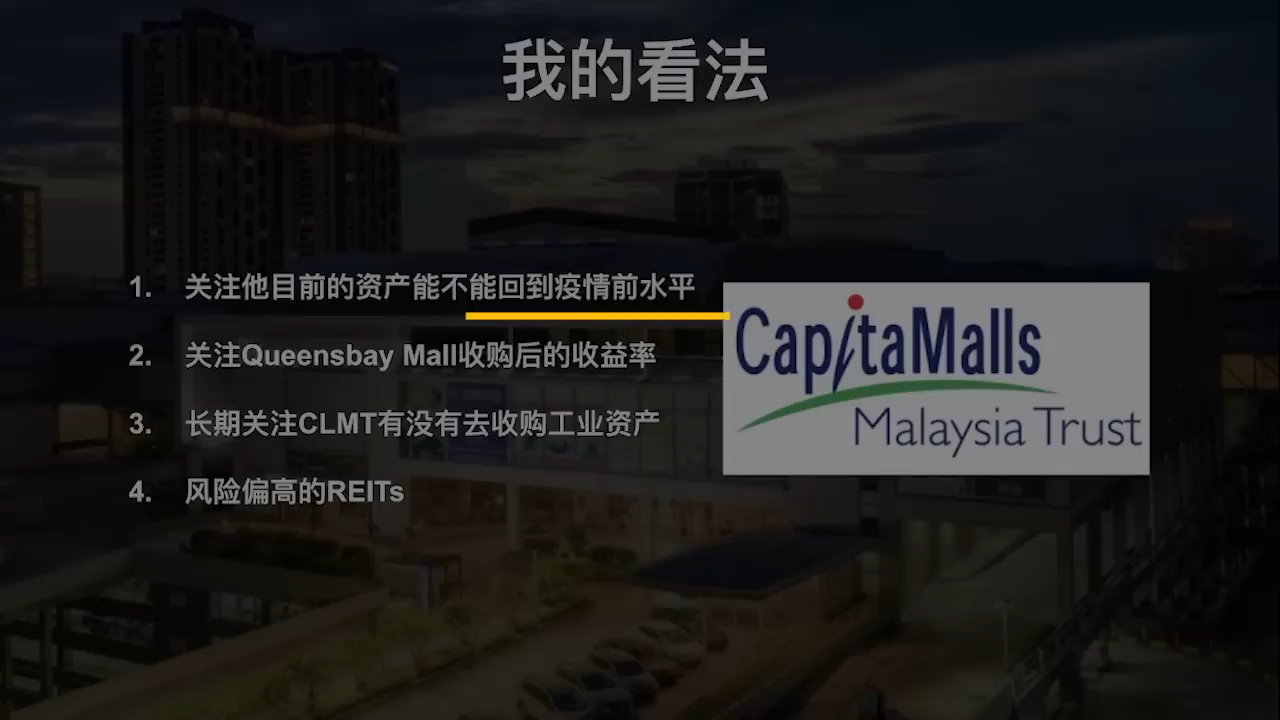 我的看法
1. 关注他目前的资产能不能回到疫情前水平
2. 关注Queensbay Mall收购后的收益率
3. 长期关注CLMT有没有去收购工业资产
4. 风险偏高的REITs
CapitaMalls
Malaysia Trust